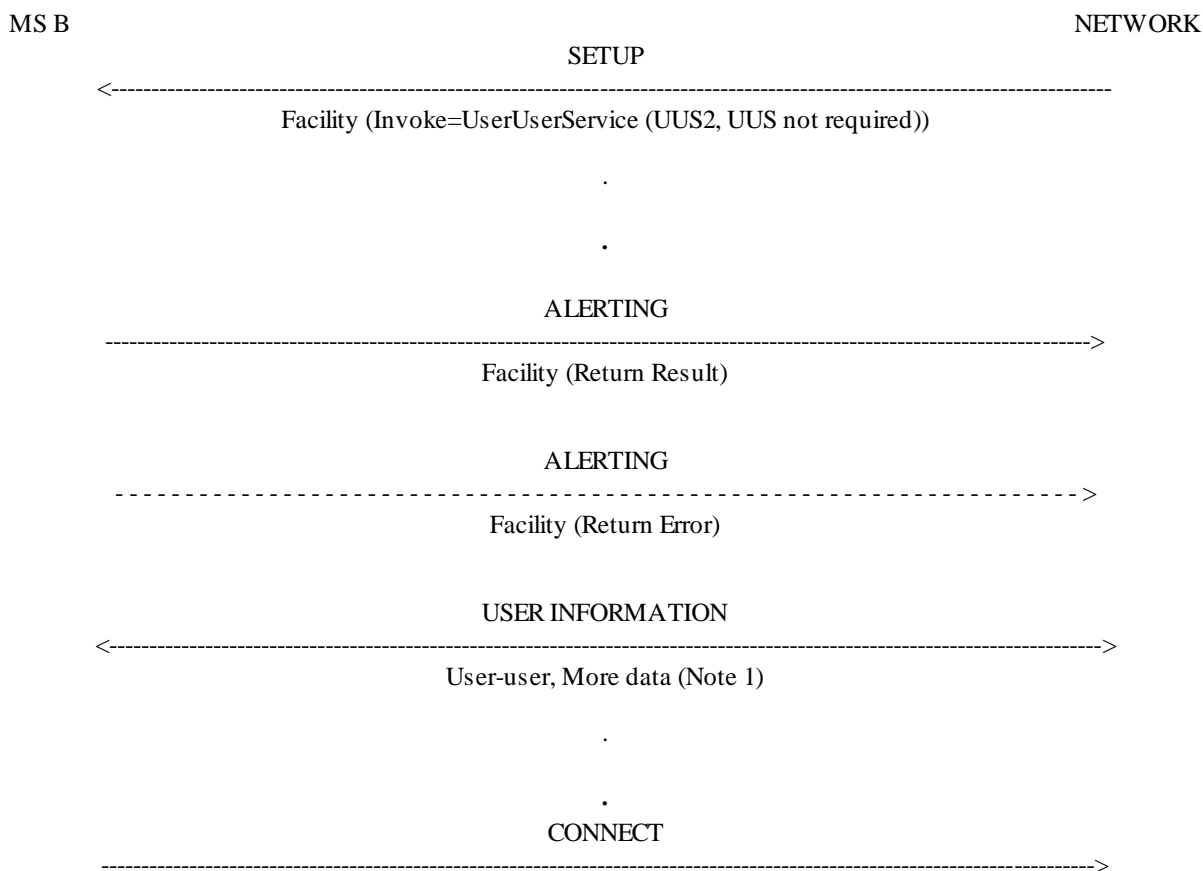 MS B NETWORK
SETUP
<------------------------------------------------------------------------------------------------------------------------------
Facility (Invoke=UserUserService (UUS2, UUS not required))
.
.
ALERTING
---------------------------------------------------------------------------------------------------------------------------->
Facility (Return Result)
ALERTING
- - - - - - - - - - - - - - - - - - - - - - - - - - - - - - - - - - - - - - - - - - - - - - - - - - - - - - - - - - - - - - - - - - - - - - >
Facility (Return Error)
USER INFORMATION
<---------------------------------------------------------------------------------------------------------------------------->
User-user, More data (Note 1)
.
.
CONNECT
---------------------------------------------------------------------------------------------------------------------------->